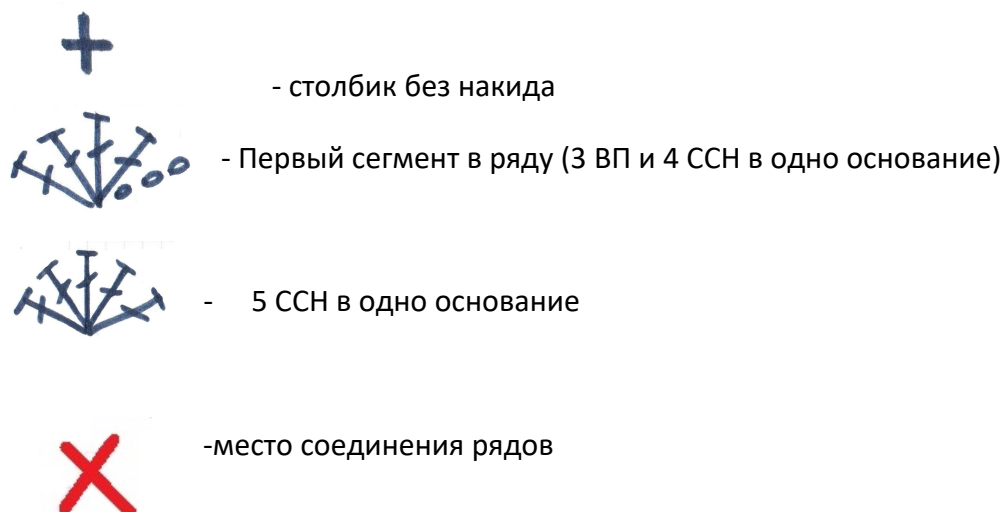 - столбик без накида
- Первый сегмент в ряду (3 ВП и 4 ССН в одно основание)
- 5 ССН в одно основание
-место соединения рядов